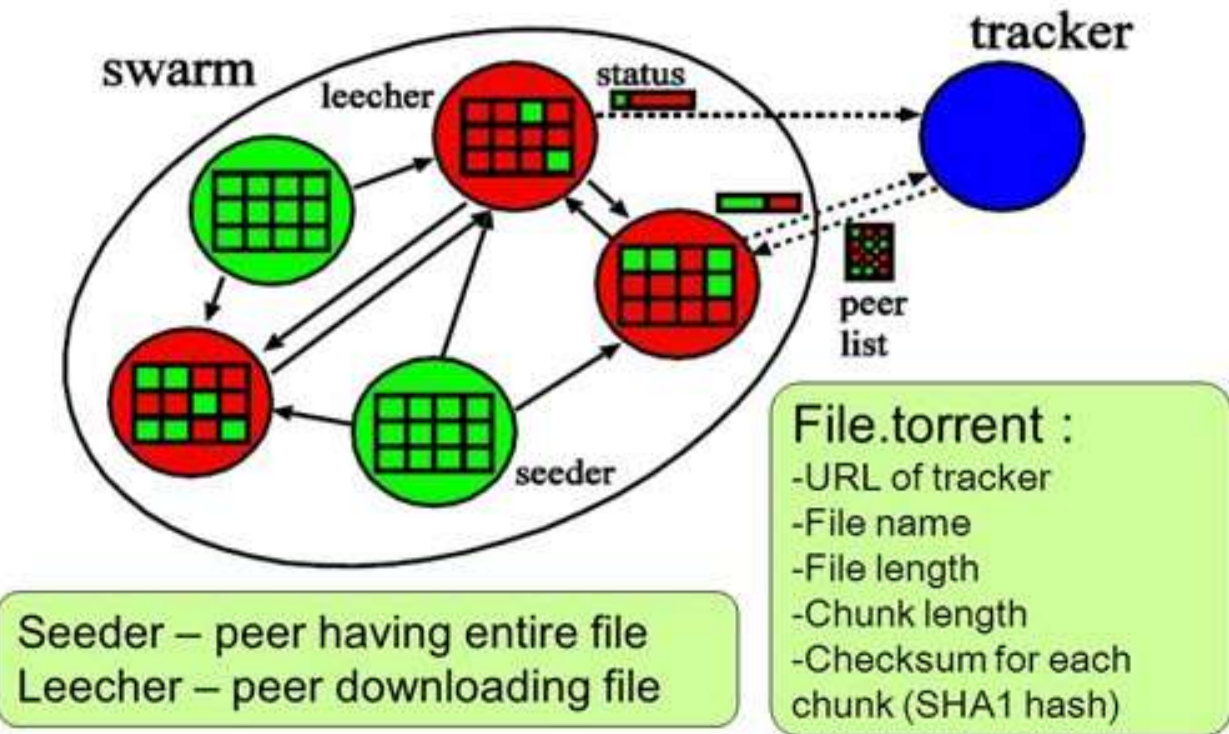 tracker
swarm
status
leecher
peer
list
seeder
File.torrent :
-URL of tracker
-File name
-File length
-Chunk length
-Checksum for each
chunk (SHA1 hash)
Seeder – peer having entire file
Leecher – peer downloading file